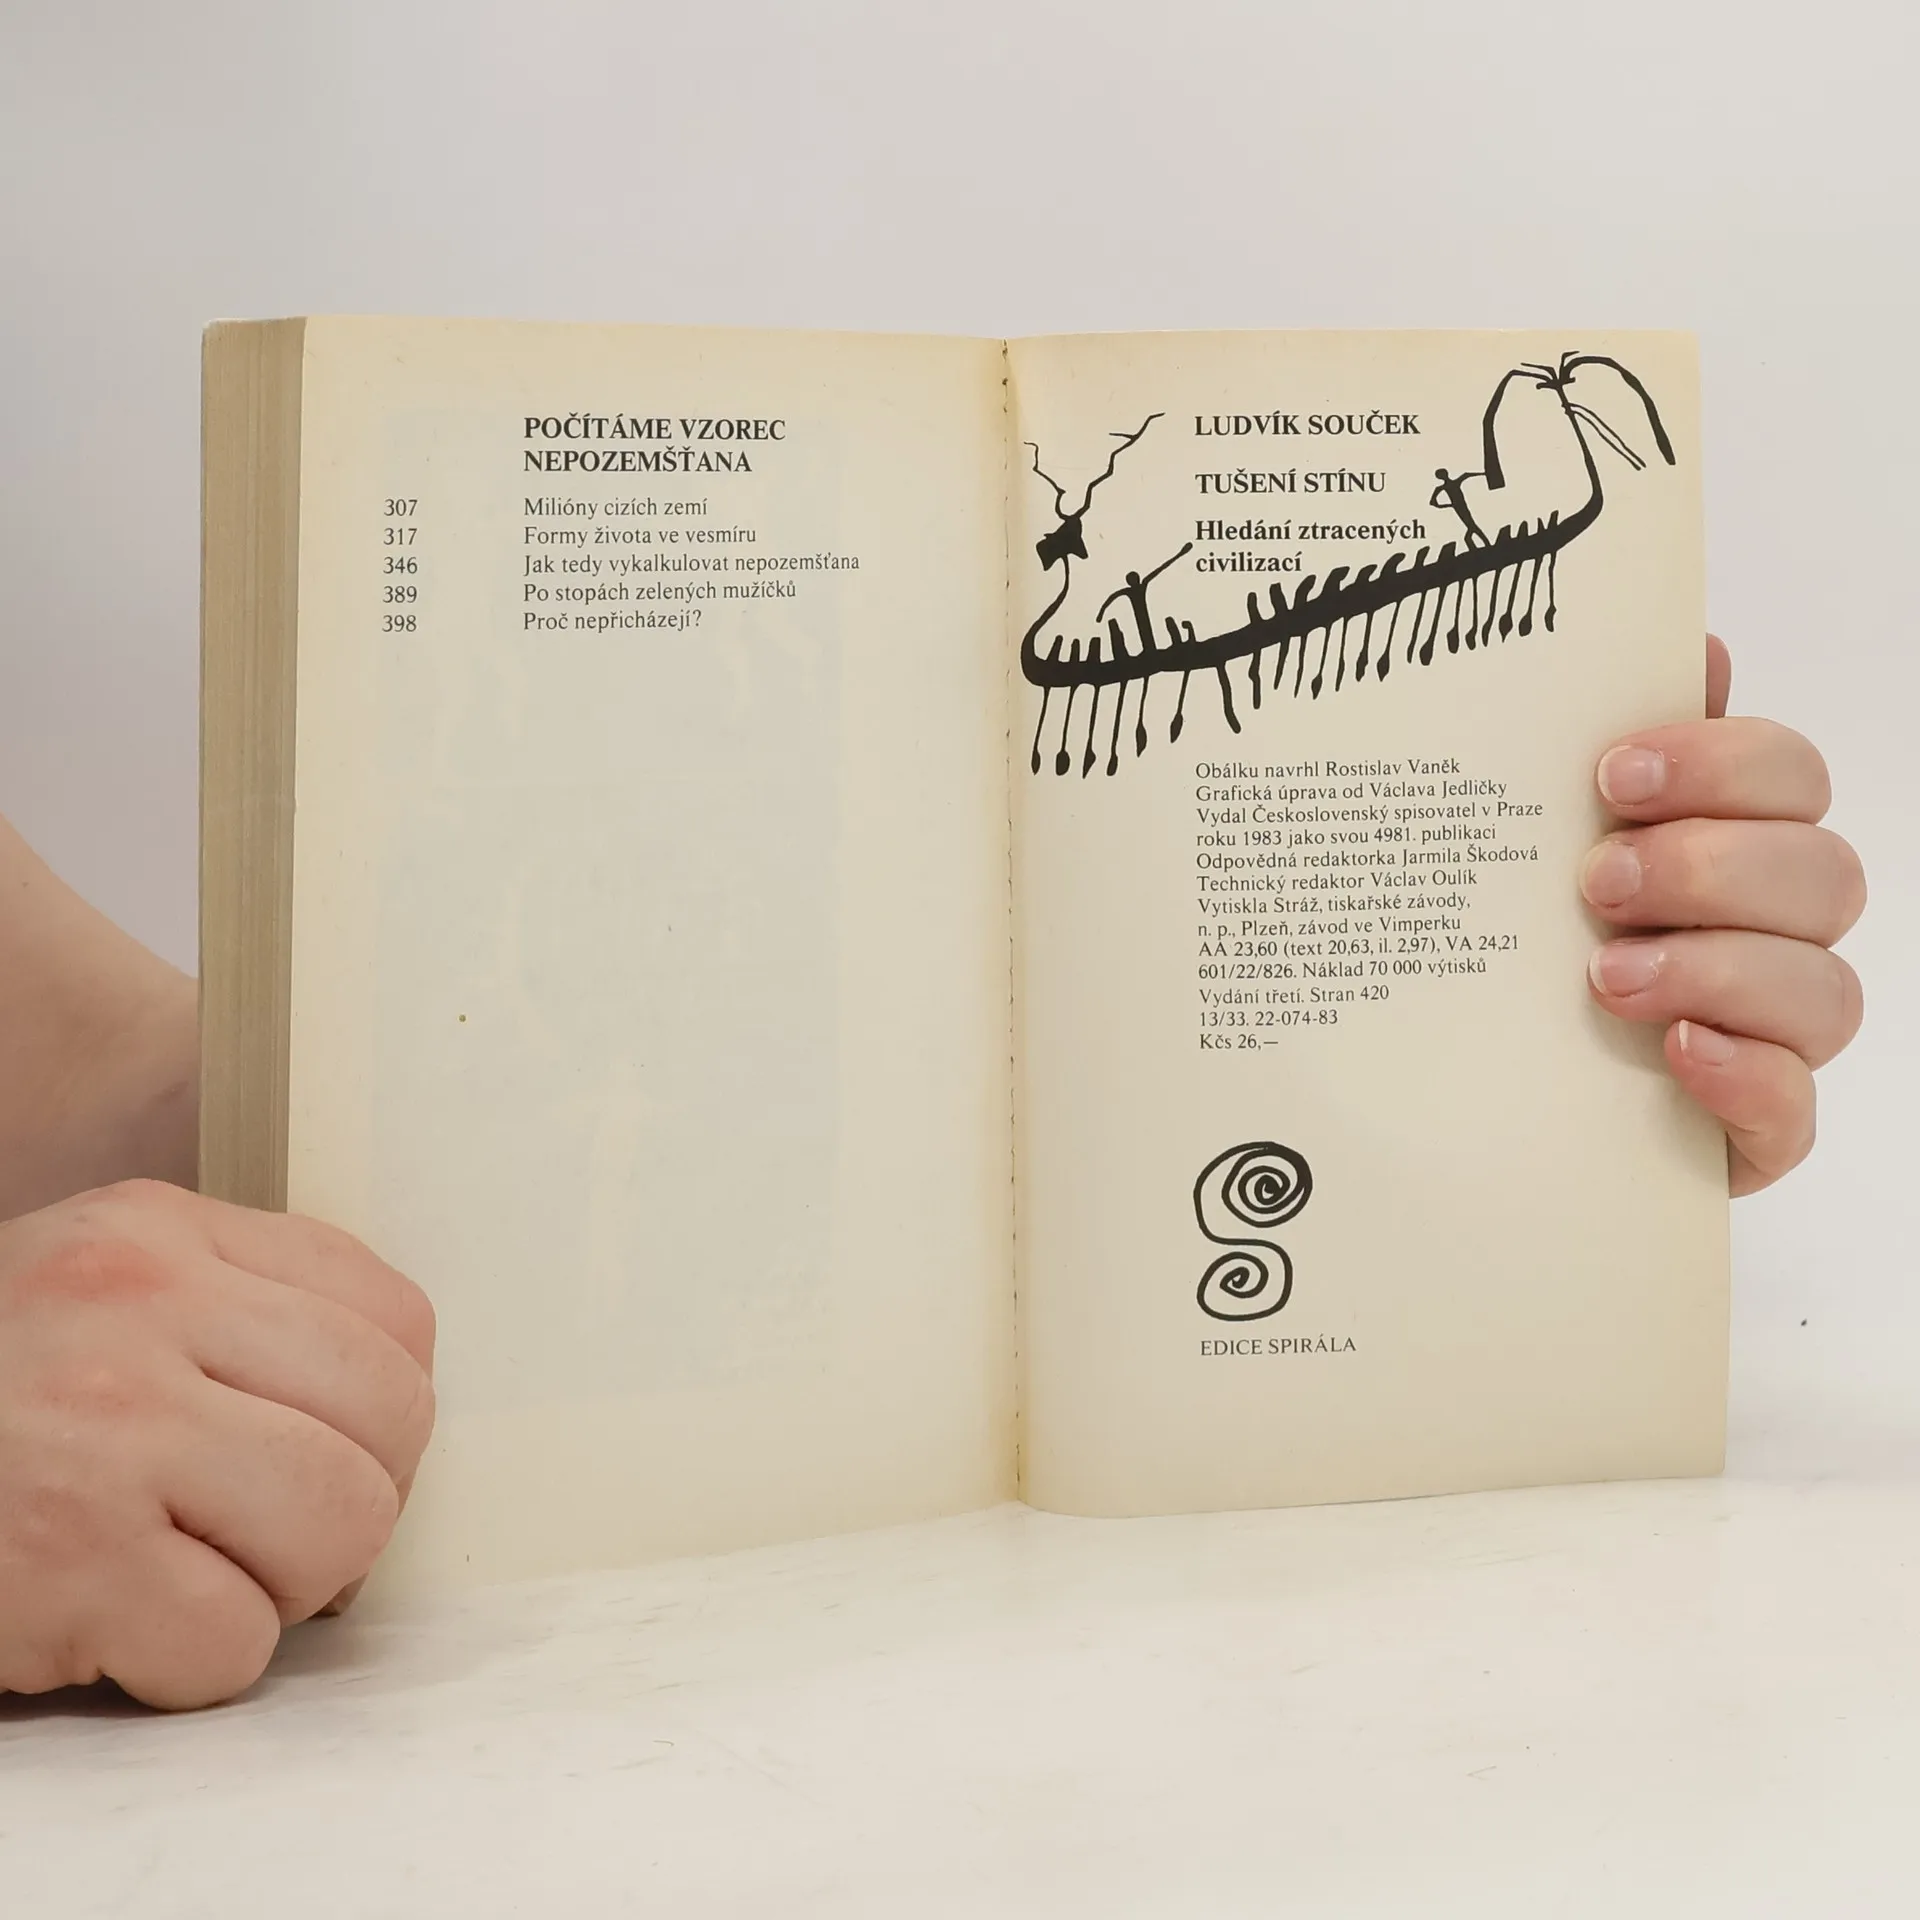 POČÍTÁME VZOREC
NEPOZEMŠŤANA
307 Milióny cizích zemí
317 Formy života ve vesmíru
346 Jak tedy vykalkulovat nepozemšťana
389 Po stopách zelených mužíčků
398 Proč nepřicházejí?
LUDVÍK SOUČEK
TUŠENÍ STÍNU
Hledání ztracených
civilizací
Obálku navrhl Rostislav Vaněk
Grafická úprava od Václava Jedličky
Vydal Československý spisovatel v Praze
roku 1983 jako svou 4981. publikaci
Odpovědná redaktorka Jarmila Škodová
Technický redaktor Václav Oulík
Vytiskla Stráž, tiskařské závody,
n. p., Plzeň, závod ve Vimperku
AA 23,60 (text 20,63, il. 2,97), VA 24,21
601/22/826. Náklad 70 000 výtisků
Vydání třetí. Stran 420
13/33. 22-074-83
Kčs 26,—
EDICE SPIRÁLA